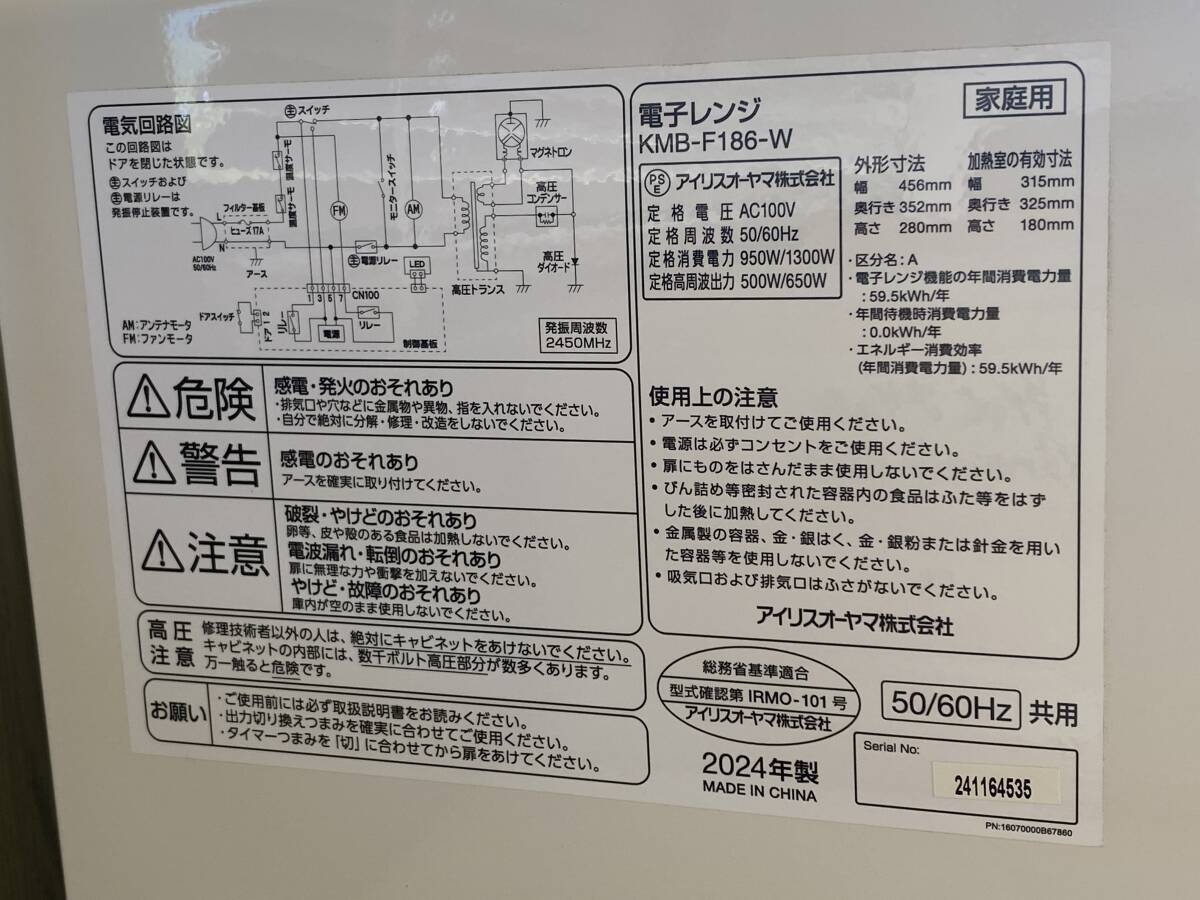 電気回路図
この回路図は
ドアを閉じた状態です。
主スイッチおよび
主電源リレーは
発振停止装置です。
主スイッチ
マグネトロン
モニタースイッチ
高圧
コンデンサー
FM
AM
フィルター基板
ヒューズ17A
L
N
AC100V
50/60Hz
アース
主電源リレー
LED
高圧
ダイオード
高圧トランス
1 3 5 7
CN100
ドアスイッチ
ドア 1 2
リレー
電源
リレー
制御基板
AM:アンテナモータ
FM:ファンモータ
発振周波数
2450MHz
危険
感電・発火のおそれあり
・排気口や穴などに金属物や異物、指を入れないでください。
・自分で絶対に分解・修理・改造をしないでください。
警告
感電のおそれあり
アースを確実に取り付けてください。
注意
破裂・やけどのおそれあり
卵等、皮や殻のある食品は加熱しないでください。
電波漏れ・転倒のおそれあり
扉に無理な力や衝撃を加えないでください。
やけど・故障のおそれあり
庫内が空のまま使用しないでください。
高圧
注意
修理技術者以外の人は、絶対にキャビネットをあけないでください。
キャビネットの内部には、数千ボルト高圧部分が数多くあります。
万一触ると危険です。
お願い
・ご使用前には必ず取扱説明書をお読みください。
・出力切り換えつまみを確実に合わせてご使用ください。
・タイマーつまみを「切」に合わせてから扉をあけてください。
電子レンジ
KMB-F186-W
家庭用
PSE アイリスオーヤマ株式会社
定格電圧 AC100V
定格周波数 50/60Hz
定格消費電力 950W/1300W
定格高周波出力 500W/650W
外形寸法
幅 456mm
奥行き 352mm
高さ 280mm
加熱室の有効寸法
幅 315mm
奥行き 325mm
高さ 180mm
・区分名:A
・電子レンジ機能の年間消費電力量
:59.5kWh/年
・年間待機時消費電力量
:0.0kWh/年
・エネルギー消費効率
(年間消費電力量):59.5kWh/年
使用上の注意
・アースを取付けてご使用ください。
・電源は必ずコンセントをご使用ください。
・扉にものをはさんだまま使用しないでください。
・びん詰め等密封された容器内の食品はふた等をはず
した後に加熱してください。
・金属製の容器、金・銀はく、金・銀粉または針金を用い
た容器等を使用しないでください。
・吸気口および排気口はふさがないでください。
アイリスオーヤマ株式会社
総務省基準適合
型式確認第 IRMO-101 号
アイリスオーヤマ株式会社
50/60Hz 共用
2024年製
MADE IN CHINA
Serial No:
241164535
PN:16070000B67860